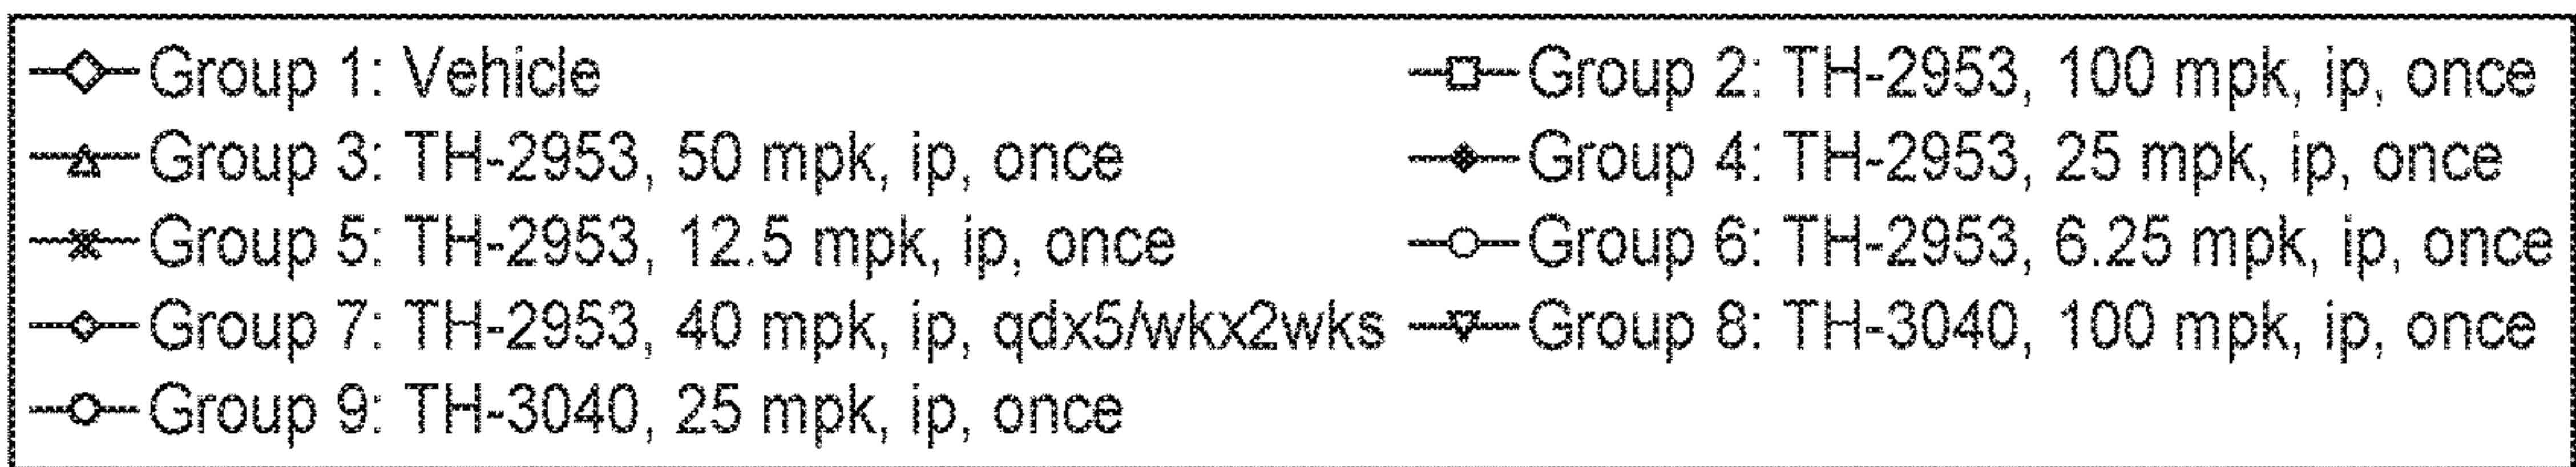 Group 1: Vehicle
Group 2: TH-2953, 100 mpk, ip, once
Group 3: TH-2953, 50 mpk, ip, once
Group 4: TH-2953, 25 mpk, ip, once
Group 5: TH-2953, 12.5 mpk, ip, once
Group 6: TH-2953, 6.25 mpk, ip, once
Group 7: TH-2953, 40 mpk, ip, qdx5/wkx2wks
Group 8: TH-3040, 100 mpk, ip, once
Group 9: TH-3040, 25 mpk, ip, once